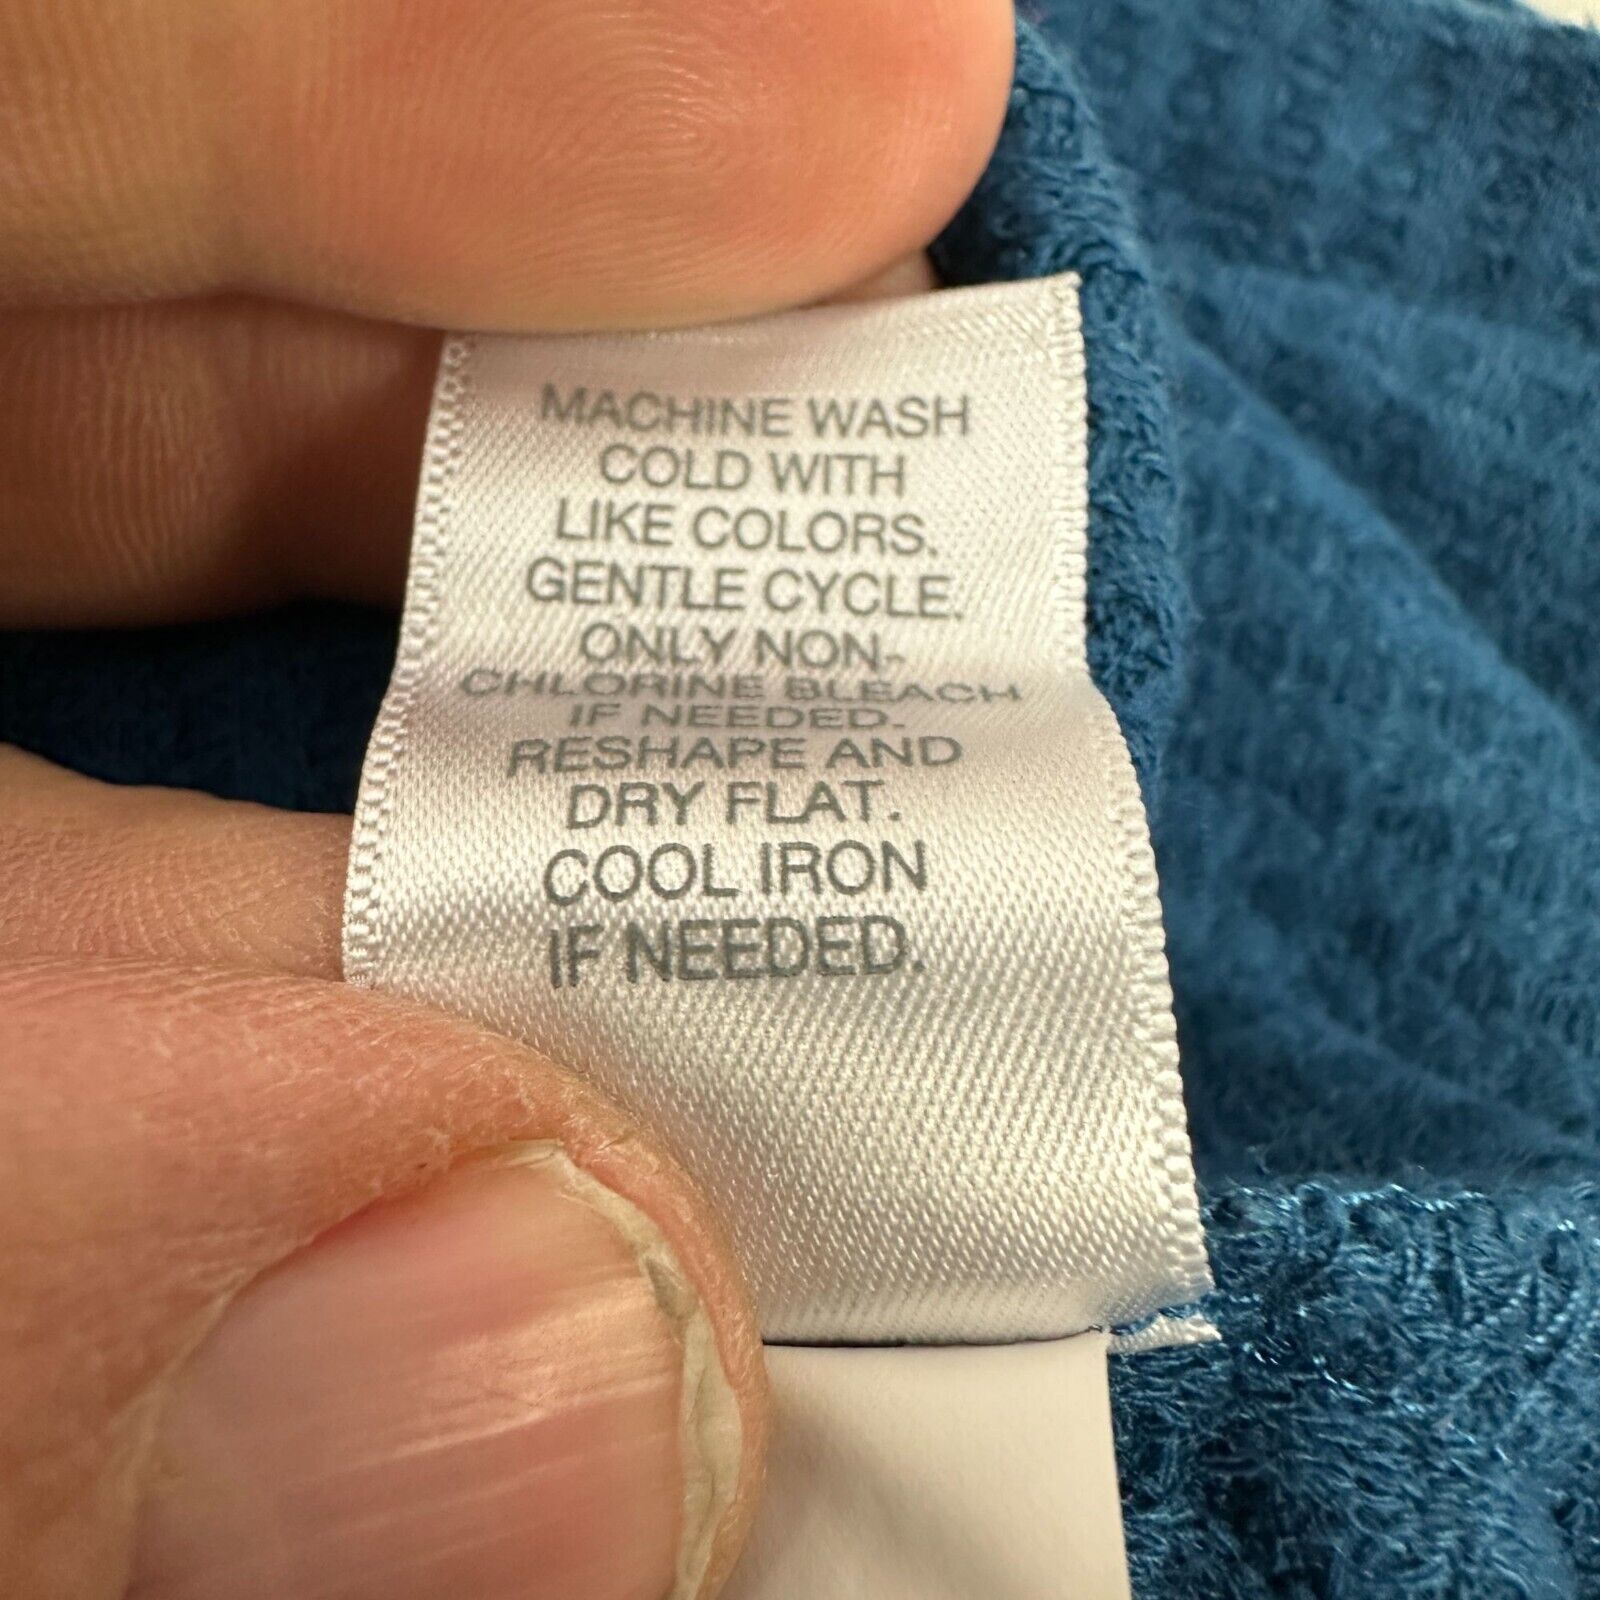 MACHINE WASH
COLD WITH
LIKE COLORS.
GENTLE CYCLE.
ONLY NON-
CHLORINE BLEACH
IF NEEDED.
RESHAPE AND
DRY FLAT.
COOL IRON
IF NEEDED.